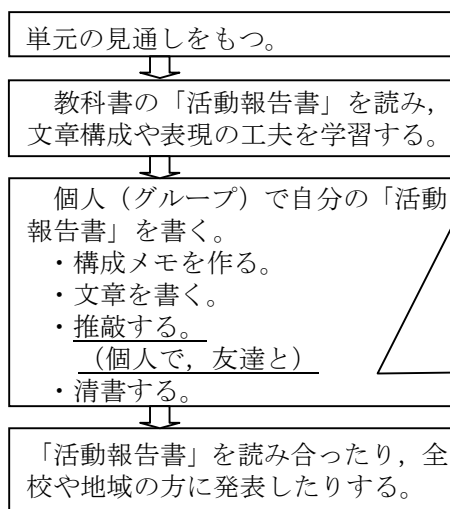 単元の見通しをもつ。
教科書の「活動報告書」を読み，
文章構成や表現の工夫を学習する。
個人（グループ）で自分の「活動
報告書」を書く。
・構成メモを作る。
・文章を書く。
・推敲する。
（個人で，友達と）
・清書する。
「活動報告書」を読み合ったり，全
校や地域の方に発表したりする。